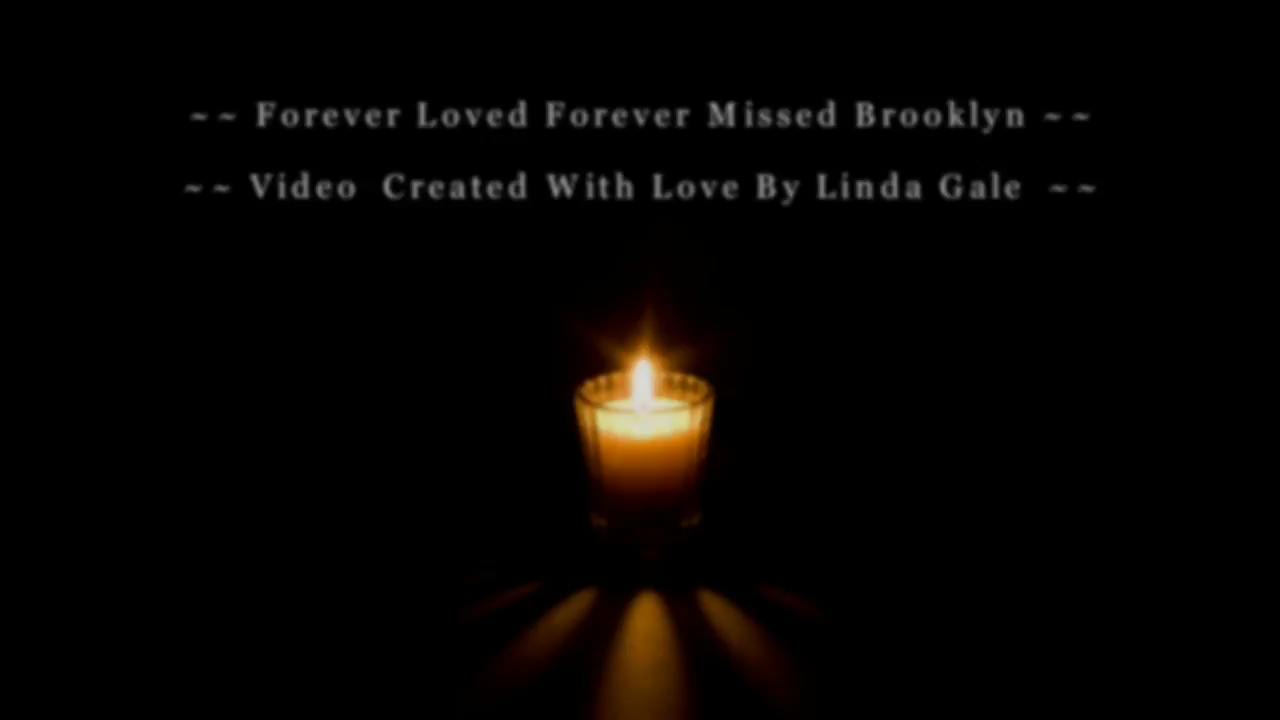 ~~ Forever Loved Forever Missed Brooklyn ~~
~~ Video Created With Love By Linda Gale ~~